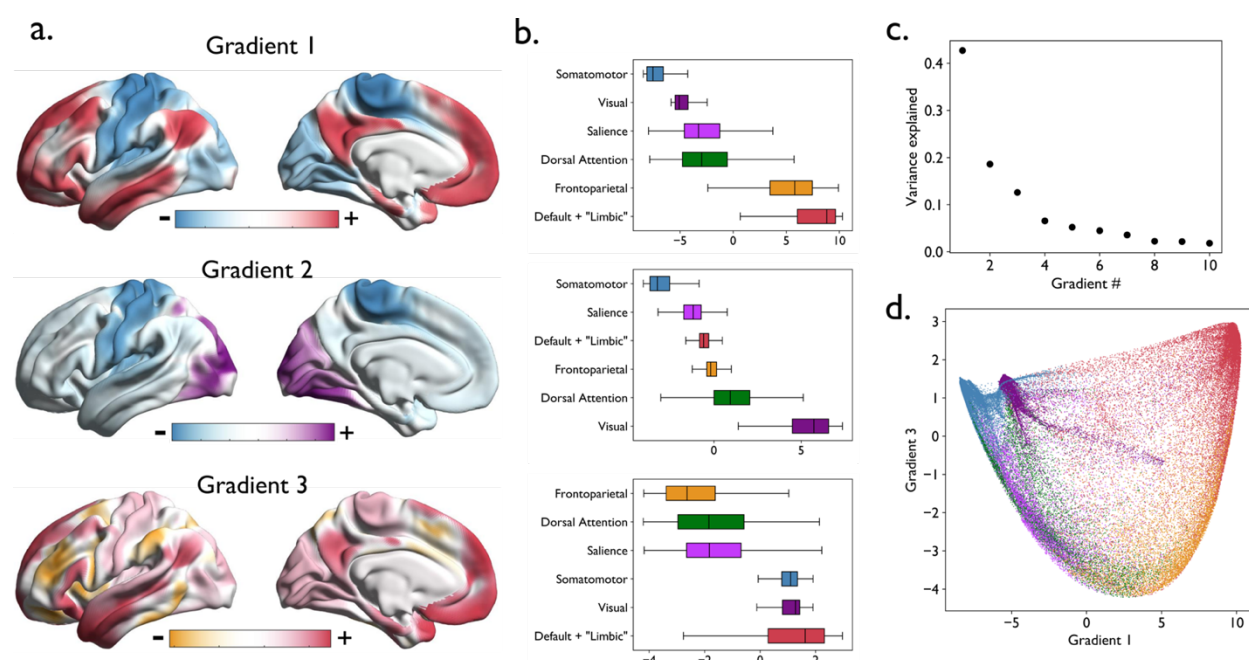 a.
Gradient 1
- +
Gradient 2
- +
Gradient 3
- +
b.
Somatomotor
Visual
Salience
Dorsal Attention
Frontoparietal
Default + "Limbic"
-5 0 5 10
Somatomotor
Salience
Default + "Limbic"
Frontoparietal
Dorsal Attention
Visual
0 5
Frontoparietal
Dorsal Attention
Salience
Somatomotor
Visual
Default + "Limbic"
-4 -2 0 2
c.
Variance explained
0.4
0.3
0.2
0.1
0.0
2 4 6 8 10
Gradient #
d.
Gradient 3
3
2
1
0
−1
−2
−3
−4
−5 0 5 10
Gradient 1